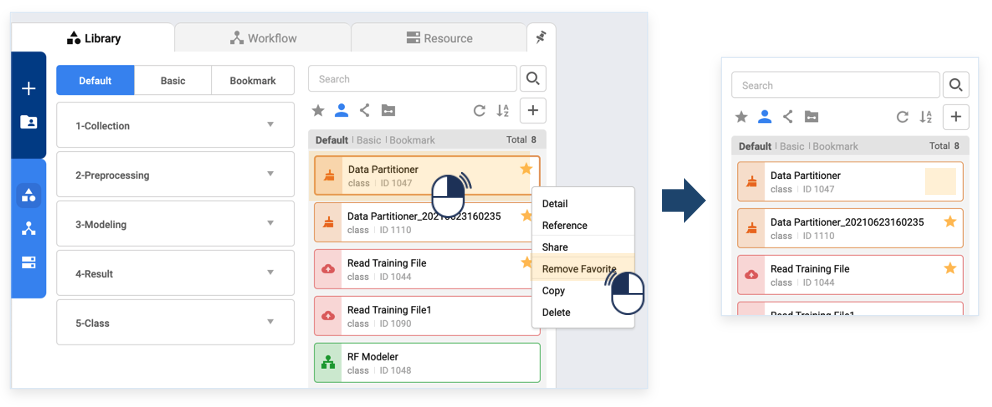 Library
Workflow
Resource
Default
Basic
Bookmark
1-Collection
2-Preprocessing
3-Modeling
4-Result
5-Class
Search
Default | Basic | Bookmark Total 8
Data Partitioner
class | ID 1047
Data Partitioner_20210623160235
class | ID 1110
Read Training File
class | ID 1044
Read Training File1
class | ID 1090
RF Modeler
class | ID 1048
Detail
Reference
Share
Remove Favorite
Copy
Delete
Search
Default | Basic | Bookmark Total 8
Data Partitioner
class | ID 1047
Data Partitioner_20210623160235
class | ID 1110
Read Training File
class | ID 1044
Read Training File1